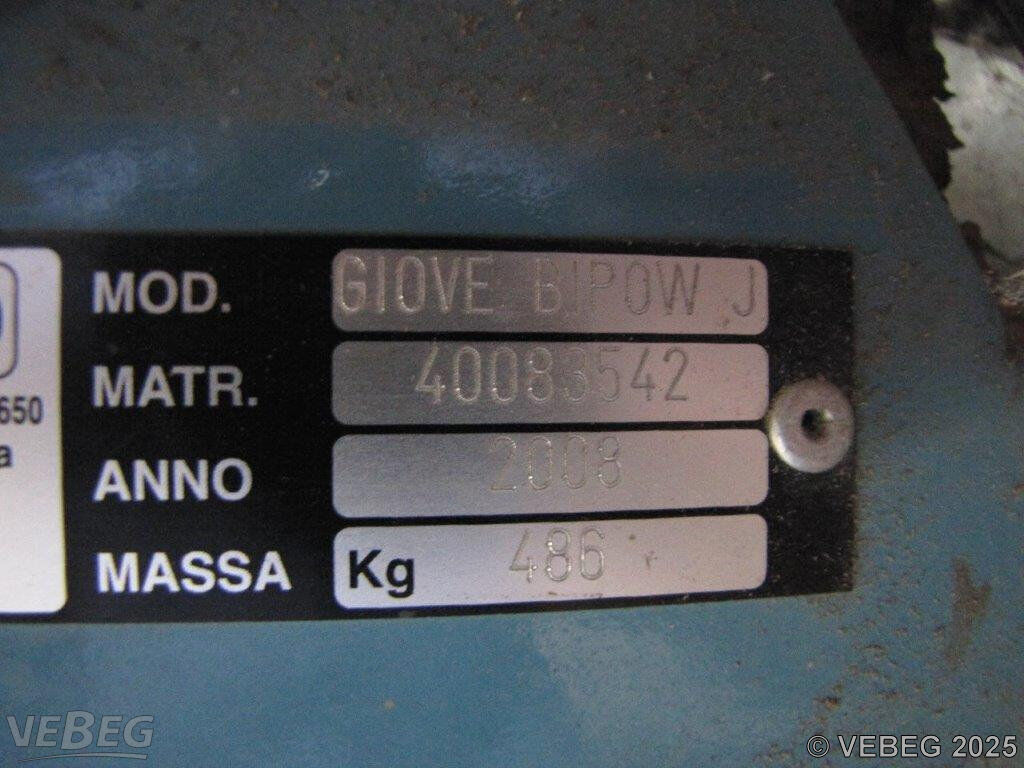 MOD. GIOVE BIPOW J
MATR. 40083542
650
a
ANNO 2008
MASSA Kg 486
VEBEG
© VEBEG 2025